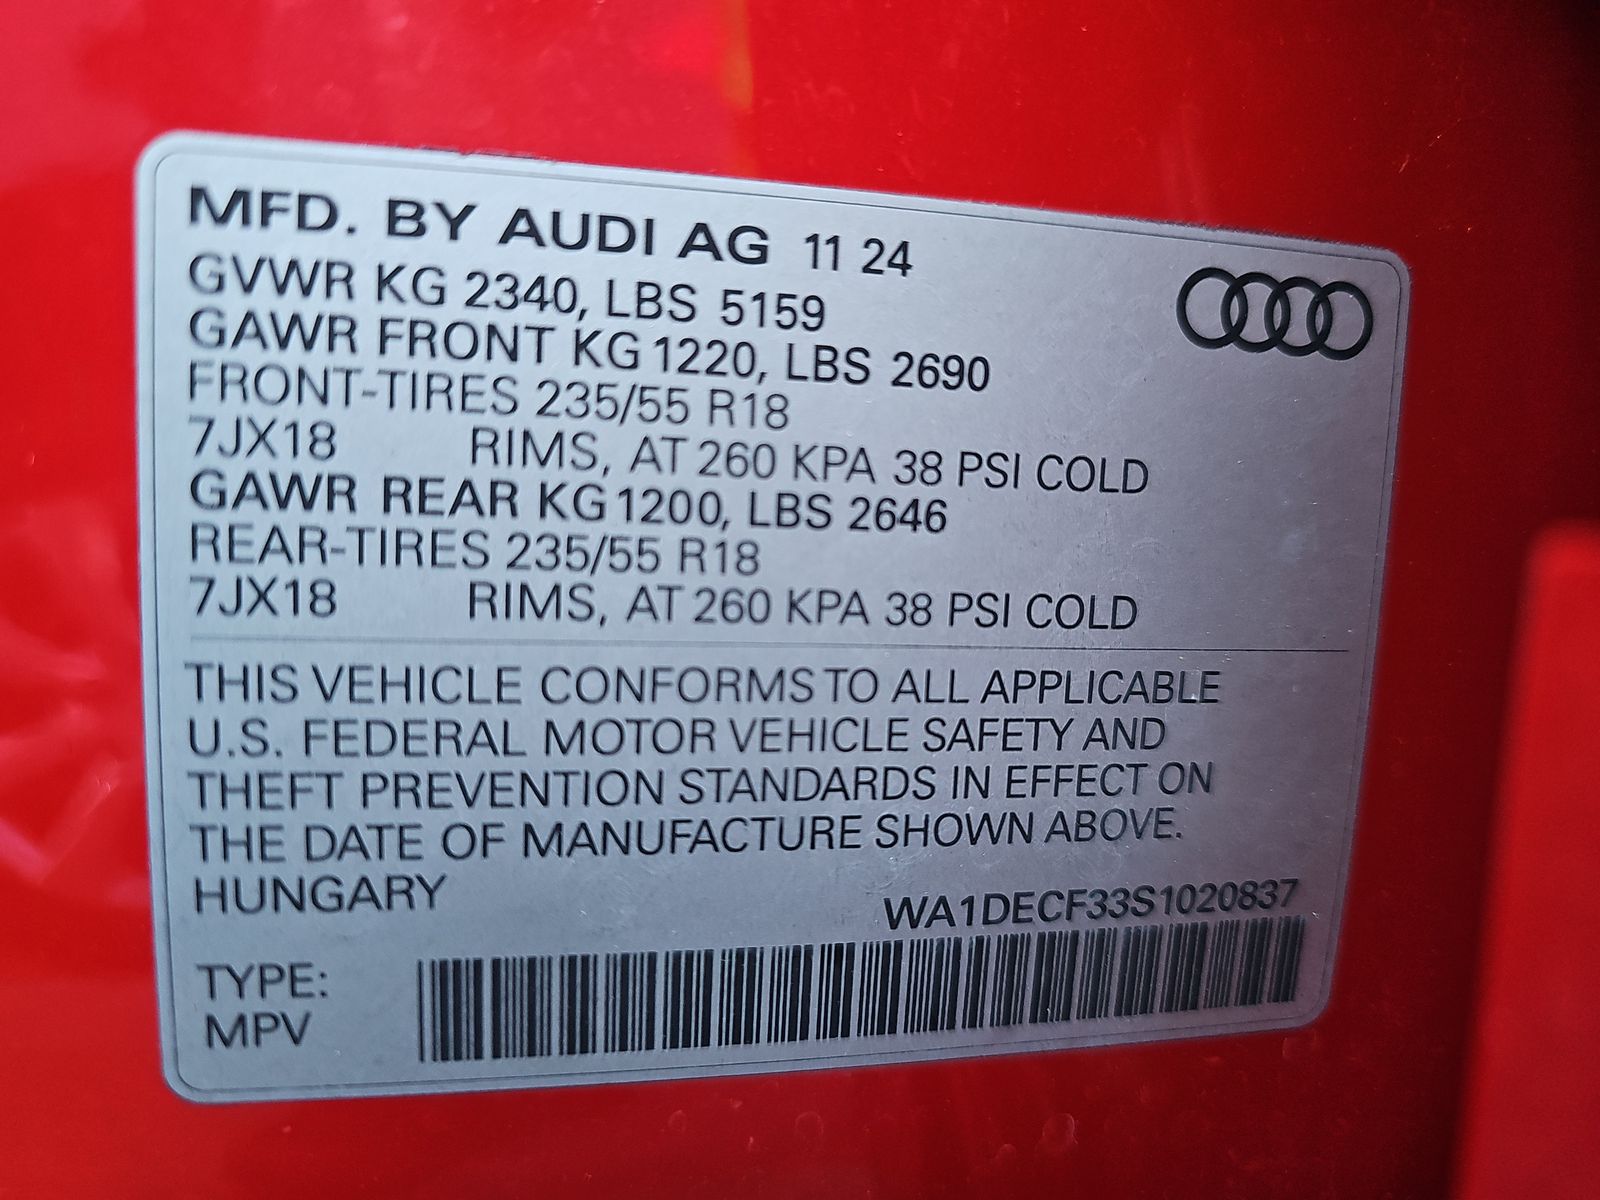 MFD. BY AUDI AG 11 24
GVWR KG 2340, LBS 5159
GAWR FRONT KG 1220, LBS 2690
FRONT-TIRES 235/55 R18
7JX18 RIMS, AT 260 KPA 38 PSI COLD
GAWR REAR KG 1200, LBS 2646
REAR-TIRES 235/55 R18
7JX18 RIMS, AT 260 KPA 38 PSI COLD
THIS VEHICLE CONFORMS TO ALL APPLICABLE
U.S. FEDERAL MOTOR VEHICLE SAFETY AND
THEFT PREVENTION STANDARDS IN EFFECT ON
THE DATE OF MANUFACTURE SHOWN ABOVE.
HUNGARY
WA1DECF33S1020837
TYPE:
MPV